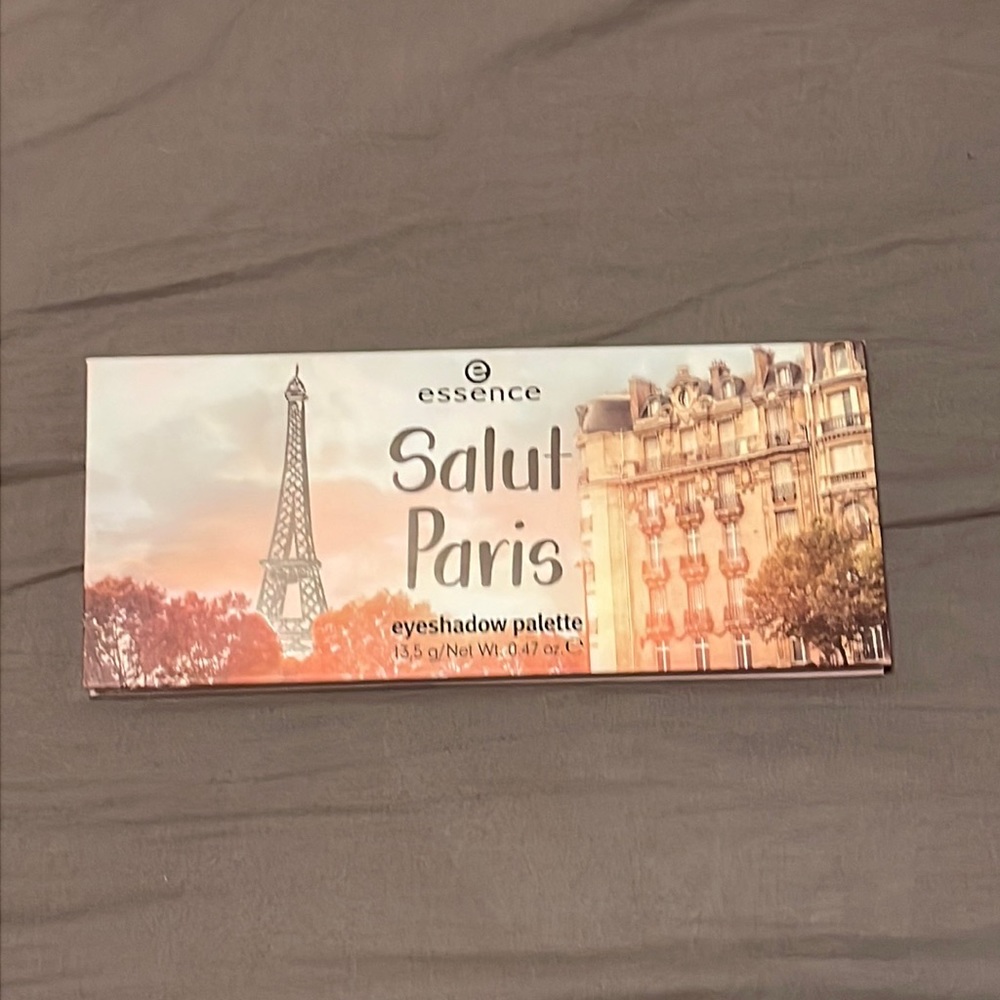 e
essence
Salut
Paris
eyeshadow palette
13,5 g/Net Wt. 0.47 oz. ℮